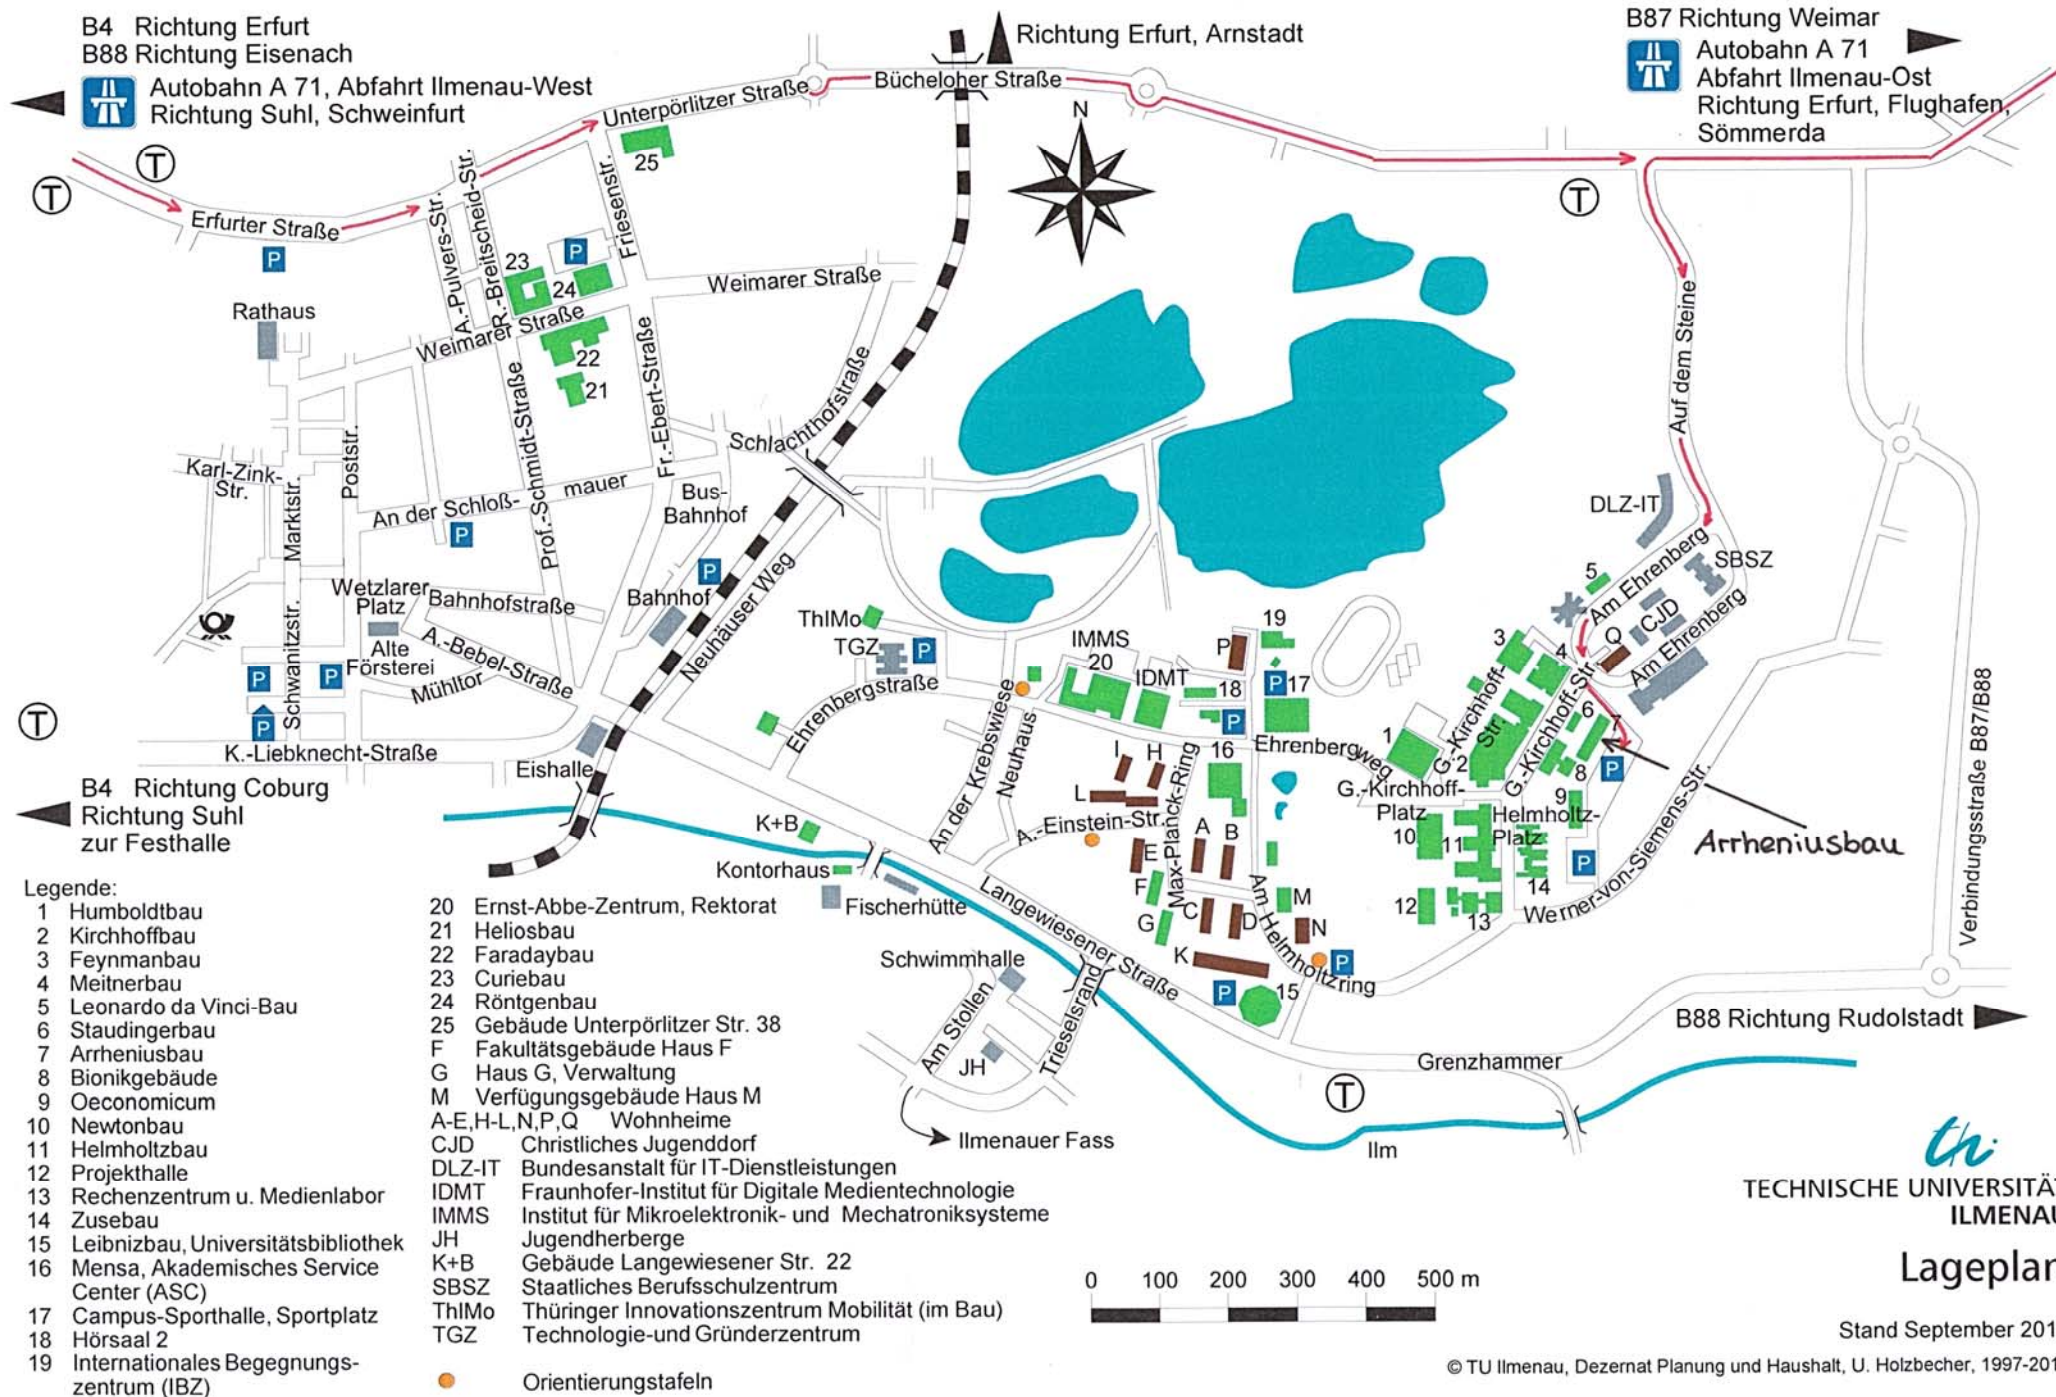 B4 Richtung Erfurt
B88 Richtung Eisenach
Autobahn A 71, Abfahrt Ilmenau-West
Richtung Suhl, Schweinfurt
Richtung Erfurt, Arnstadt
B87 Richtung Weimar
Autobahn A 71
Abfahrt Ilmenau-Ost
Richtung Erfurt, Flughafen,
Sömmerda
Unterpörlitzer Straße
Bücheloher Straße
N
T
T
T
Erfurter Straße
P
A.-Pulvers-Str.
R.-Breitscheid-Str.
Friesenstr.
25
23
P
24
Weimarer Straße
Weimarer Straße
22
21
Rathaus
Auf dem Steine
Schlachthofstraße
Prof.-Schmidt-Straße
Fr.-Ebert-Straße
Poststr.
Karl-Zink-
Str.
Marktstr.
An der Schloß-
mauer
P
Bus-
Bahnhof
P
Bahnhof
Neuhäuser Weg
Wetzlarer
Platz
Bahnhofstraße
Alte
Försterei
A.-Bebel-Straße
Mühltor
Schwanitzstr.
P
P
P
T
K.-Liebknecht-Straße
Eishalle
B4 Richtung Coburg
Richtung Suhl
zur Festhalle
DLZ-IT
SBSZ
5
Am Ehrenberg
CJD
Am Ehrenberg
Q
Am Ehrenberg
3
4
G.-Kirchhoff-
Str.
G.-Kirchhoff-Str.
6
7
8
P
2
1
9
ThIMo
TGZ
P
Ehrenbergstraße
IMMS
20
IDMT
P
19
P
17
18
P
16
Ehrenbergweg
An der Krebswiese
Neuhaus
I
H
L
A.-Einstein-Str.
Max-Planck-Ring
A
B
E
F
C
D
G
K
M
N
Am Helmholtzring
P
P
15
G.-Kirchhoff-
Platz
Helmholtz-
Platz
10
11
12
13
14
P
Werner-von-Siemens-Str.
Arrheniusbau
Verbindungsstraße B87/B88
K+B
Kontorhaus
Fischerhütte
Langewiesener Straße
Schwimmhalle
Am Stollen
JH
Trieselsrand
Ilmenauer Fass
T
Grenzhammer
Ilm
B88 Richtung Rudolstadt
Legende:
1 Humboldtbau
2 Kirchhoffbau
3 Feynmanbau
4 Meitnerbau
5 Leonardo da Vinci-Bau
6 Staudingerbau
7 Arrheniusbau
8 Bionikgebäude
9 Oeconomicum
10 Newtonbau
11 Helmholtzbau
12 Projekthalle
13 Rechenzentrum u. Medienlabor
14 Zusebau
15 Leibnizbau, Universitätsbibliothek
16 Mensa, Akademisches Service
Center (ASC)
17 Campus-Sporthalle, Sportplatz
18 Hörsaal 2
19 Internationales Begegnungs-
zentrum (IBZ)
20 Ernst-Abbe-Zentrum, Rektorat
21 Heliosbau
22 Faradaybau
23 Curiebau
24 Röntgenbau
25 Gebäude Unterpörlitzer Str. 38
F Fakultätsgebäude Haus F
G Haus G, Verwaltung
M Verfügungsgebäude Haus M
A-E,H-L,N,P,Q Wohnheime
CJD Christliches Jugenddorf
DLZ-IT Bundesanstalt für IT-Dienstleistungen
IDMT Fraunhofer-Institut für Digitale Medientechnologie
IMMS Institut für Mikroelektronik- und Mechatroniksysteme
JH Jugendherberge
K+B Gebäude Langewiesener Str. 22
SBSZ Staatliches Berufsschulzentrum
ThIMo Thüringer Innovationszentrum Mobilität (im Bau)
TGZ Technologie-und Gründerzentrum
Orientierungstafeln
0 100 200 300 400 500 m
th
TECHNISCHE UNIVERSITÄT
ILMENAU
Lageplan
Stand September 201
© TU Ilmenau, Dezernat Planung und Haushalt, U. Holzbecher, 1997-201